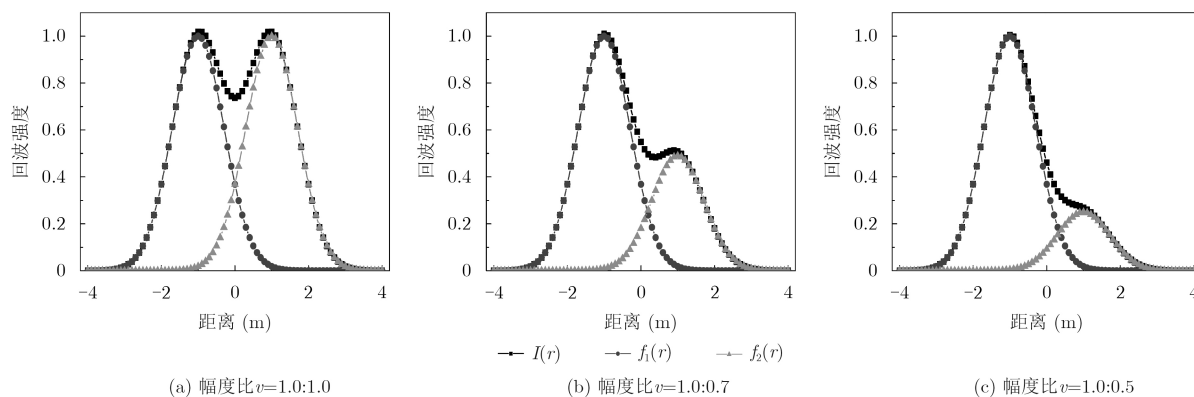 1.0 1.0 1.0
0.8 0.8 0.8
回波强度 回波强度 回波强度
0.6 0.6 0.6
0.4 0.4 0.4
0.2 0.2 0.2
0 0 0
−4 −2 0 2 4 −4 −2 0 2 4 −4 −2 0 2 4
距离 (m) 距离 (m) 距离 (m)
I(r) f₁(r) f₂(r)
(a) 幅度比v=1.0:1.0 (b) 幅度比v=1.0:0.7 (c) 幅度比v=1.0:0.5